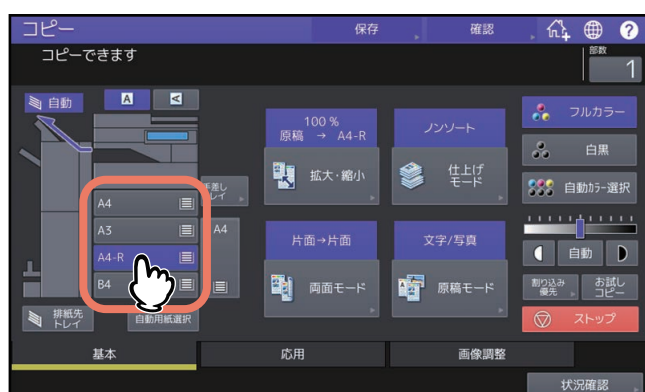 コピー
保存
確認
?
コピーできます
部数
1
自動
A
A
100 %
原稿 → A4-R
ノンソート
フルカラー
拡大・縮小
仕上げ
モード
白黒
自動カラー選択
手差し
トレイ
A4
A3
A4-R
B4
A4
片面→片面
文字/写真
自動
両面モード
原稿モード
割り込み
優先
お試し
コピー
排紙先
トレイ
自動用紙選択
ストップ
基本
応用
画像調整
状況確認